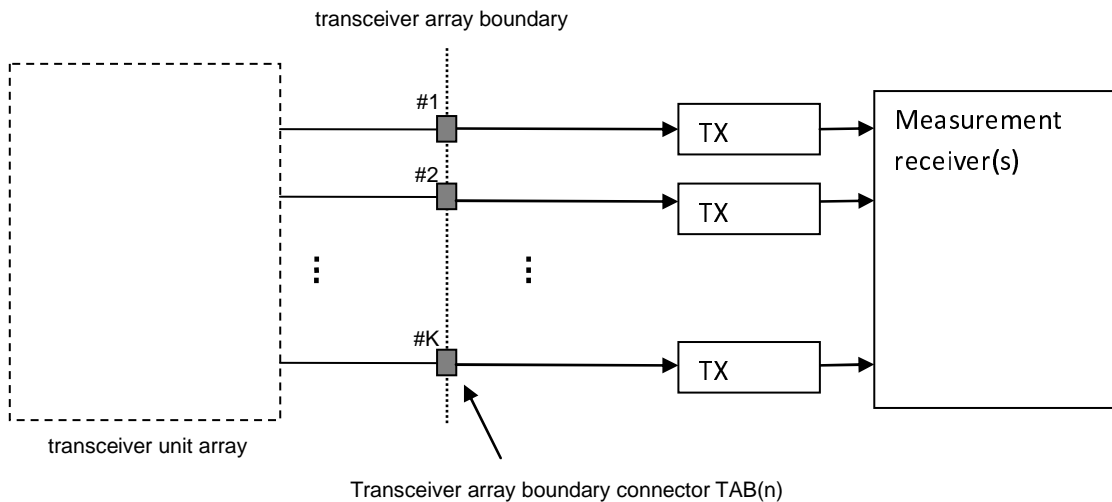 transceiver array boundary
#1
TX
Measurement
receiver(s)
#2
TX
#K
TX
transceiver unit array
Transceiver array boundary connector TAB(n)